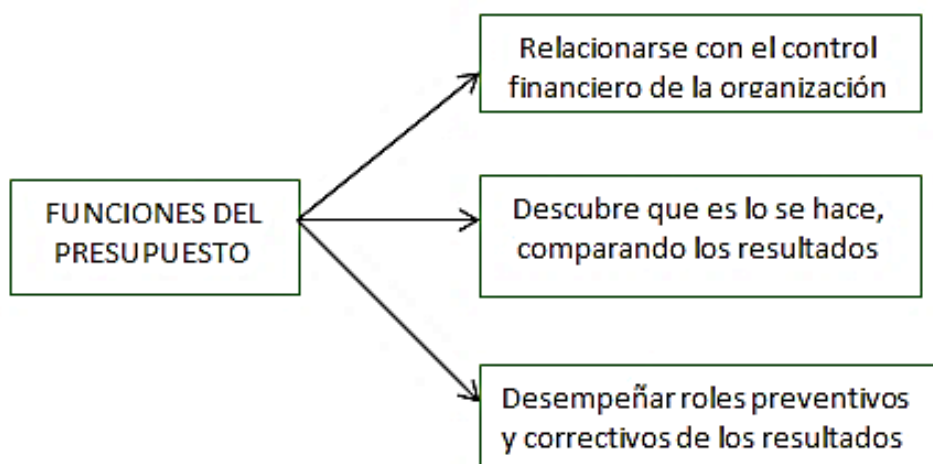 Relacionarse con el control
financiero de la organización
FUNCIONES DEL
PRESUPUESTO
Descubre que es lo se hace,
comparando los resultados
Desempeñar roles preventivos
y correctivos de los resultados